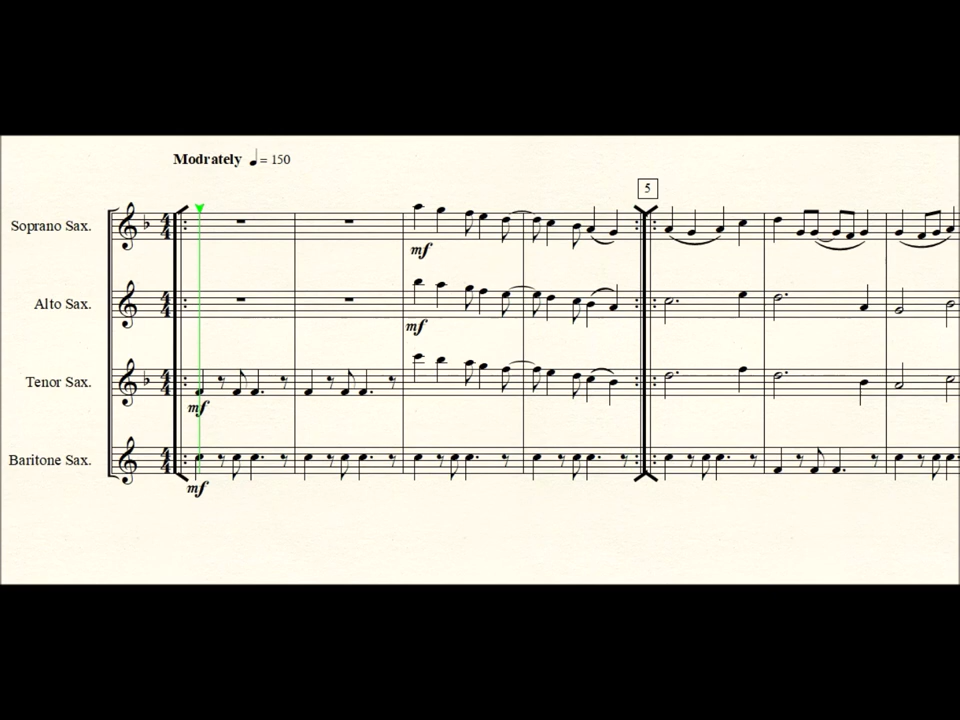 Modrately ♩= 150
5
Soprano Sax.
mf
Alto Sax.
mf
Tenor Sax.
mf
Baritone Sax.
mf